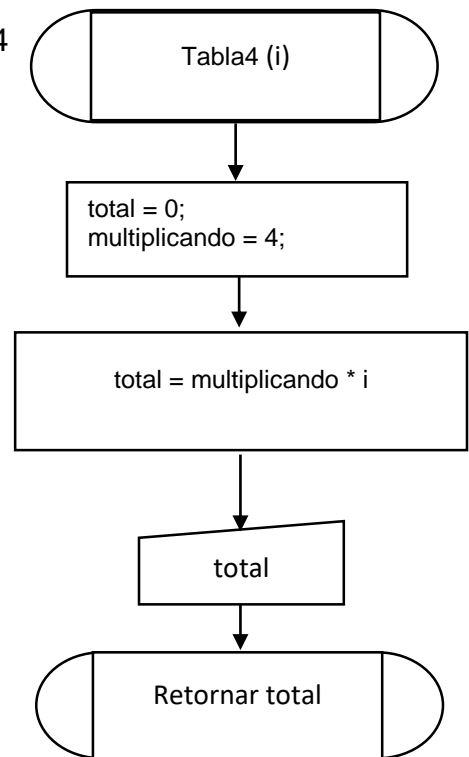 4
Tabla4 (i)
total = 0;
multiplicando = 4;
total = multiplicando * i
total
Retornar total